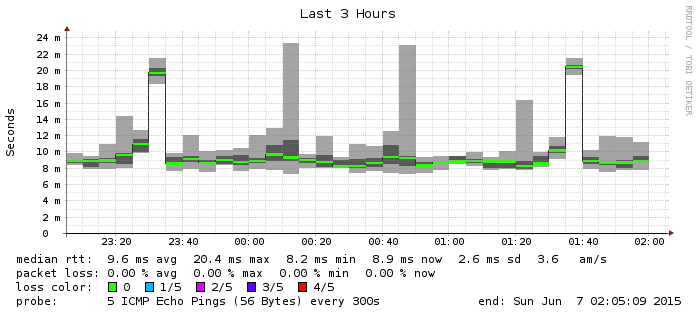 Last 3 Hours
RRDTOOL / TOBI OETIKER
Seconds
24 m
22 m
20 m
18 m
16 m
14 m
12 m
10 m
8 m
6 m
4 m
2 m
0
23:20 23:40 00:00 00:20 00:40 01:00 01:20 01:40 02:00
median rtt: 9.6 ms avg 20.4 ms max 8.2 ms min 8.9 ms now 2.6 ms sd 3.6 am/s
packet loss: 0.00 % avg 0.00 % max 0.00 % min 0.00 % now
loss color: 0 1/5 2/5 3/5 4/5
probe: 5 ICMP Echo Pings (56 Bytes) every 300s end: Sun Jun 7 02:05:09 2015